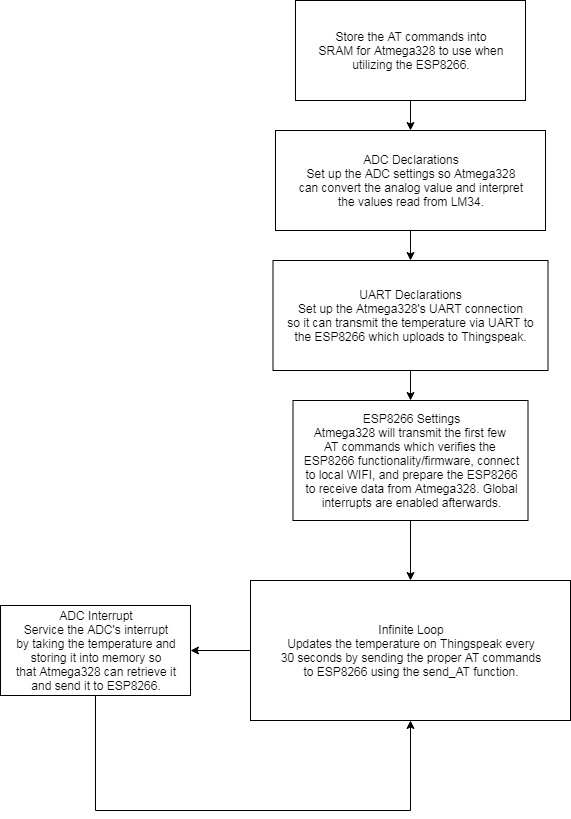 Store the AT commands into
SRAM for Atmega328 to use when
utilizing the ESP8266.
ADC Declarations
Set up the ADC settings so Atmega328
can convert the analog value and interpret
the values read from LM34.
UART Declarations
Set up the Atmega328's UART connection
so it can transmit the temperature via UART to
the ESP8266 which uploads to Thingspeak.
ESP8266 Settings
Atmega328 will transmit the first few
AT commands which verifies the
ESP8266 functionality/firmware, connect
to local WIFI, and prepare the ESP8266
to receive data from Atmega328. Global
interrupts are enabled afterwards.
Infinite Loop
Updates the temperature on Thingspeak every
30 seconds by sending the proper AT commands
to ESP8266 using the send_AT function.
ADC Interrupt
Service the ADC's interrupt
by taking the temperature and
storing it into memory so
that Atmega328 can retrieve it
and send it to ESP8266.